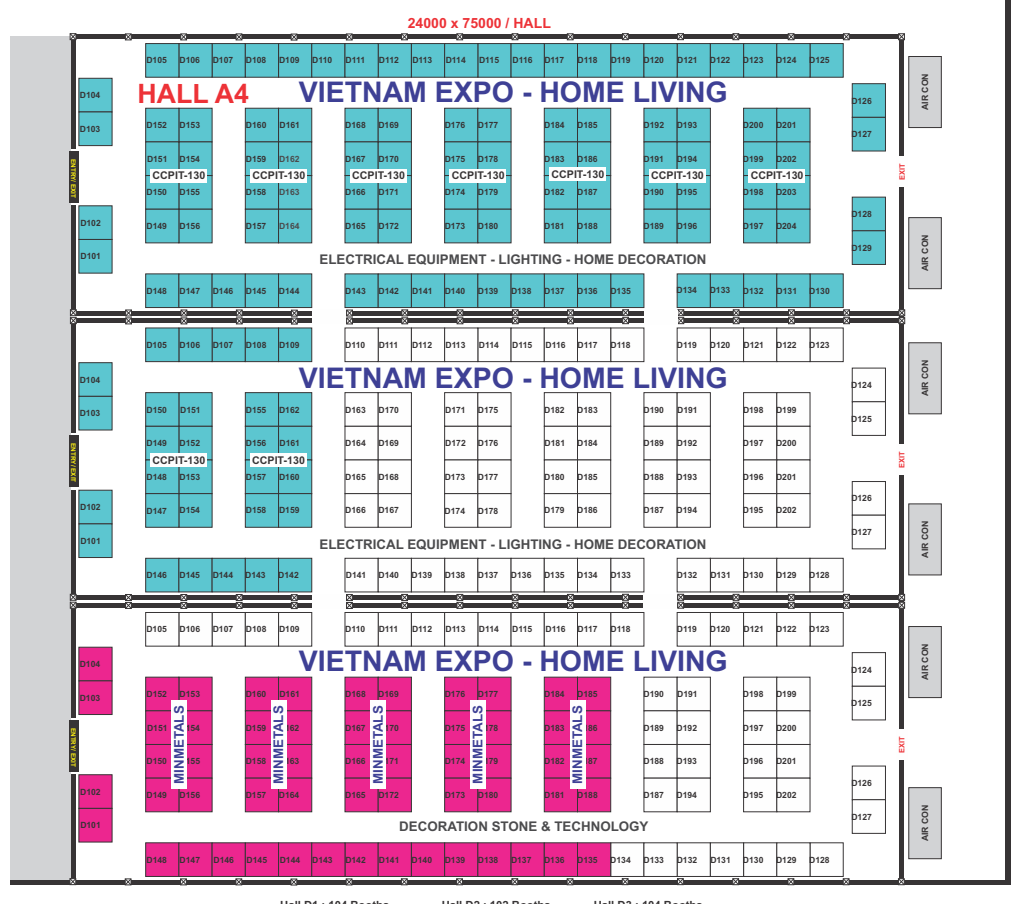 24000 x 75000 / HALL
D105 D106 D107 D108 D109 D110 D111 D112 D113 D114 D115 D116 D117 D118 D119 D120 D121 D122 D123 D124 D125
HALL A4 VIETNAM EXPO - HOME LIVING
D104 D126 AIR CON
D103 D152 D153 D160 D161 D168 D169 D176 D177 D184 D185 D192 D193 D200 D201 D127
ENTRY/ EXIT D151 D154 D159 D162 D167 D170 D175 D178 D183 D186 D191 D194 D199 D202 EXIT
CCPIT-130 CCPIT-130 CCPIT-130 CCPIT-130 CCPIT-130 CCPIT-130 CCPIT-130
D150 D155 D158 D163 D166 D171 D174 D179 D182 D187 D190 D195 D198 D203
D102 D149 D156 D157 D164 D165 D172 D173 D180 D181 D188 D189 D196 D197 D204 D128
D101 ELECTRICAL EQUIPMENT - LIGHTING - HOME DECORATION D129 AIR CON
D148 D147 D146 D145 D144 D143 D142 D141 D140 D139 D138 D137 D136 D135 D134 D133 D132 D131 D130
D105 D106 D107 D108 D109 D110 D111 D112 D113 D114 D115 D116 D117 D118 D119 D120 D121 D122 D123
VIETNAM EXPO - HOME LIVING
D104 D124 AIR CON
D103 D150 D151 D155 D162 D163 D170 D171 D175 D182 D183 D190 D191 D198 D199 D125
ENTRY/ EXIT D149 D152 D156 D161 D164 D169 D172 D176 D181 D184 D189 D192 D197 D200 EXIT
CCPIT-130 CCPIT-130
D148 D153 D157 D160 D165 D168 D173 D177 D180 D185 D188 D193 D196 D201
D102 D147 D154 D158 D159 D166 D167 D174 D178 D179 D186 D187 D194 D195 D202 D126
D101 ELECTRICAL EQUIPMENT - LIGHTING - HOME DECORATION D127 AIR CON
D146 D145 D144 D143 D142 D141 D140 D139 D138 D137 D136 D135 D134 D133 D132 D131 D130 D129 D128
D105 D106 D107 D108 D109 D110 D111 D112 D113 D114 D115 D116 D117 D118 D119 D120 D121 D122 D123
VIETNAM EXPO - HOME LIVING
D104 D124 AIR CON
D103 D152 D153 D160 D161 D168 D169 D176 D177 D184 D185 D190 D191 D198 D199 D125
ENTRY/ EXIT D151 D159 D167 D175 D183 D189 D192 D197 D200 EXIT
MINMETALS MINMETALS MINMETALS MINMETALS MINMETALS
D150 D158 D166 D174 D182 D188 D193 D196 D201
D102 D149 D156 D157 D164 D165 D172 D173 D180 D181 D188 D187 D194 D195 D202 D126
D101 DECORATION STONE & TECHNOLOGY D127 AIR CON
D148 D147 D146 D145 D144 D143 D142 D141 D140 D139 D138 D137 D136 D135 D134 D133 D132 D131 D130 D129 D128